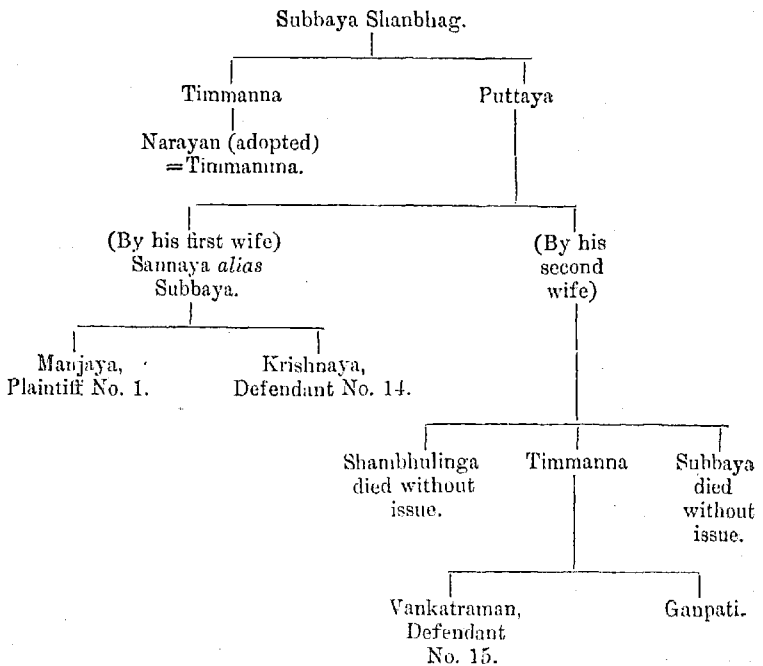 Subbaya Shanbhag.
Timmanna
Puttaya
Narayan (adopted)
=Timmamma.
(By his first wife)
Sannaya alias
Subbaya.
(By his
second
wife)
Manjaya,
Plaintiff No. 1.
Krishnaya,
Defendant No. 14.
Shambhulinga
died without
issue.
Timmanna
Subbaya
died
without
issue.
Vankatraman,
Defendant
No. 15.
Ganpati.